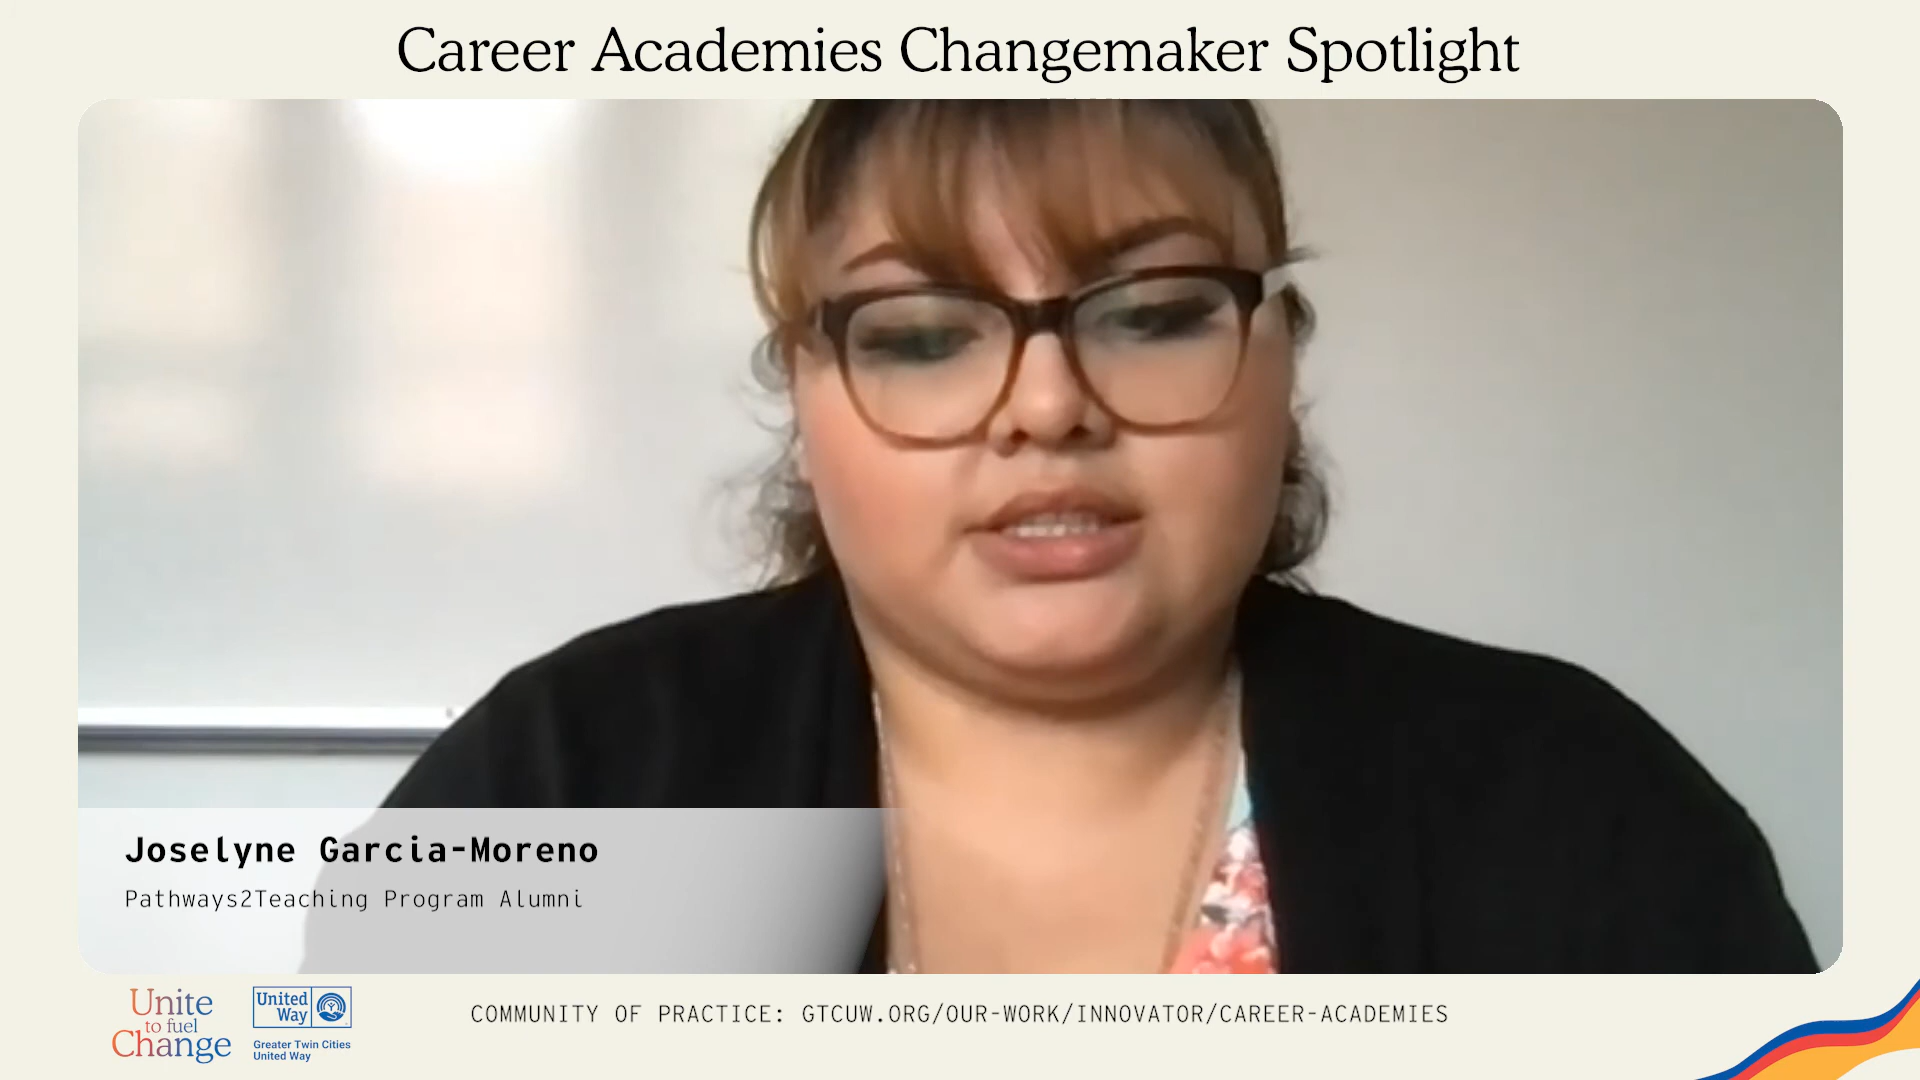 Career Academies Changemaker Spotlight
Joselyne Garcia-Moreno
Pathways2Teaching Program Alumni
Unite
to fuel
Change
United
Way
Greater Twin Cities
United Way
COMMUNITY OF PRACTICE: GTCUW.ORG/OUR-WORK/INNOVATOR/CAREER-ACADEMIES